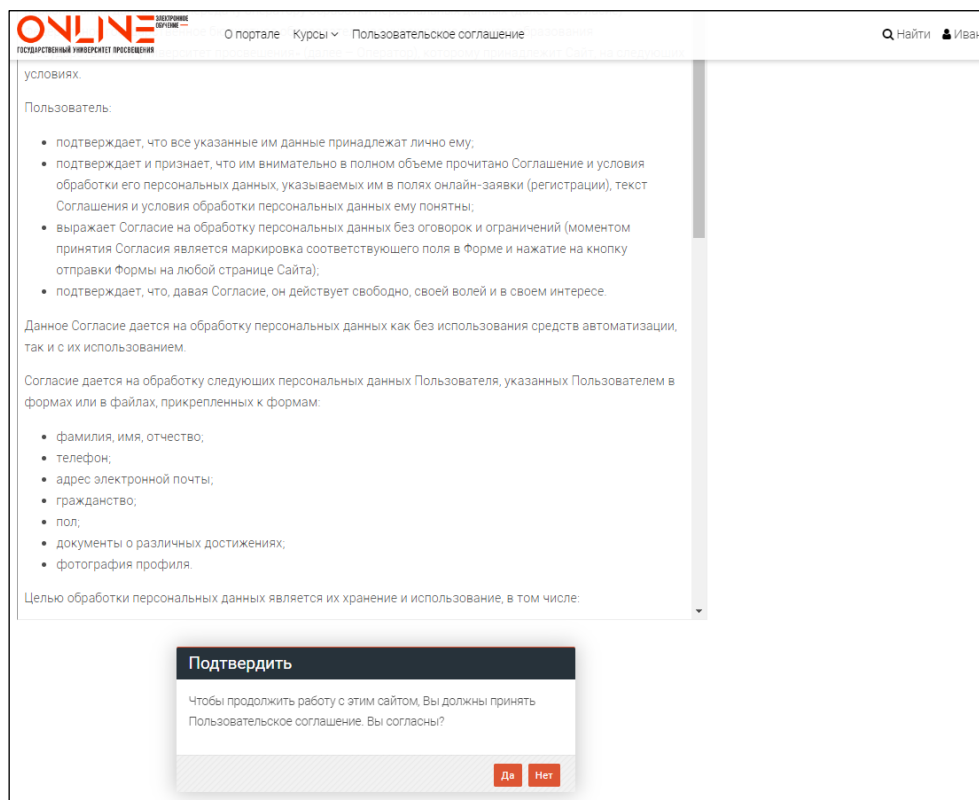 ONLINE ЭЛЕКТРОННОЕ ОБУЧЕНИЕ
ГОСУДАРСТВЕННЫЙ УНИВЕРСИТЕТ ПРОСВЕЩЕНИЯ
О портале Курсы Пользовательское соглашение Найти Иван
условиях.
Пользователь:
подтверждает, что все указанные им данные принадлежат лично ему;
подтверждает и признает, что им внимательно в полном объеме прочитано Соглашение и условия
обработки его персональных данных, указываемых им в полях онлайн-заявки (регистрации), текст
Соглашения и условия обработки персональных данных ему понятны;
выражает Согласие на обработку персональных данных без оговорок и ограничений (моментом
принятия Согласия является маркировка соответствующего поля в Форме и нажатие на кнопку
отправки Формы на любой странице Сайта);
подтверждает, что, давая Согласие, он действует свободно, своей волей и в своем интересе.
Данное Согласие дается на обработку персональных данных как без использования средств автоматизации,
так и с их использованием.
Согласие дается на обработку следующих персональных данных Пользователя, указанных Пользователем в
формах или в файлах, прикрепленных к формам:
фамилия, имя, отчество;
телефон;
адрес электронной почты;
гражданство;
пол;
документы о различных достижениях;
фотография профиля.
Целью обработки персональных данных является их хранение и использование, в том числе:
Подтвердить
Чтобы продолжить работу с этим сайтом, Вы должны принять
Пользовательское соглашение. Вы согласны?
Да Нет